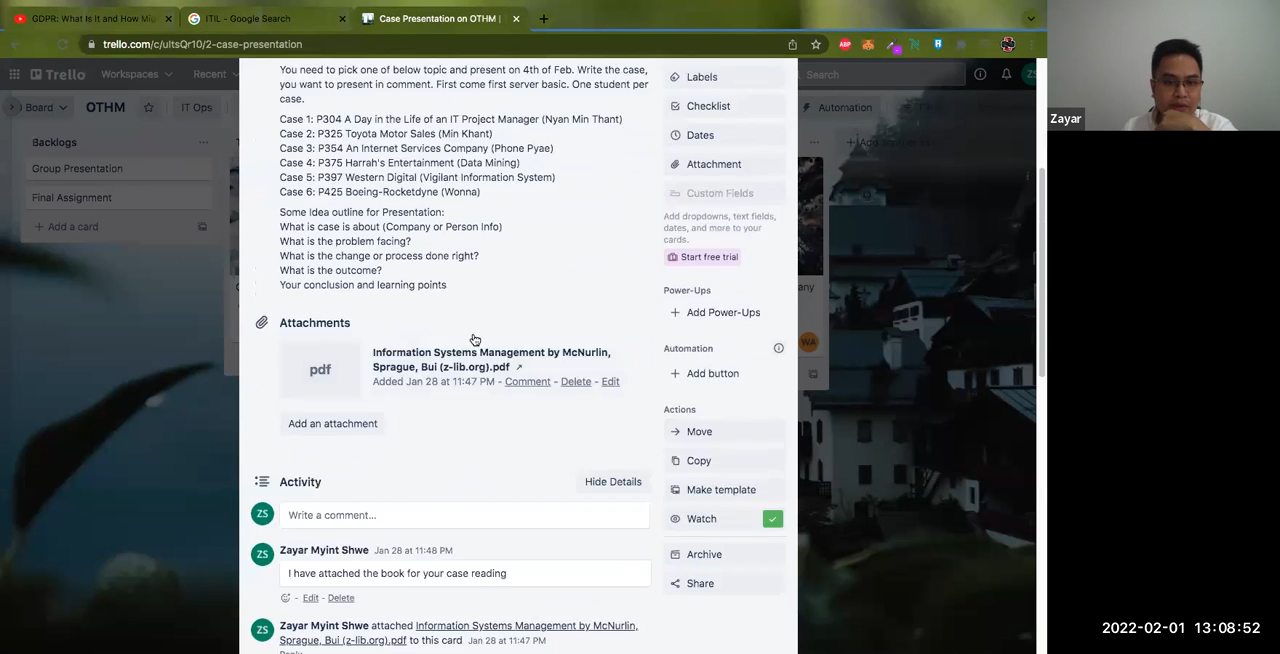 GDPR: What Is It and How Mig
ITIL - Google Search
Case Presentation on OTHM |
trello.com/c/ultsQr10/2-case-presentation
ABP
Trello
Workspaces
Recent
Search
ZS
Board
OTHM
IT Ops
Automation
Backlogs
Group Presentation
Final Assignment
+ Add a card
You need to pick one of below topic and present on 4th of Feb. Write the case,
you want to present in comment. First come first server basic. One student per
case.
Case 1: P304 A Day in the Life of an IT Project Manager (Nyan Min Thant)
Case 2: P325 Toyota Motor Sales (Min Khant)
Case 3: P354 An Internet Services Company (Phone Pyae)
Case 4: P375 Harrah's Entertainment (Data Mining)
Case 5: P397 Western Digital (Vigilant Information System)
Case 6: P425 Boeing-Rocketdyne (Wonna)
Some Idea outline for Presentation:
What is case is about (Company or Person Info)
What is the problem facing?
What is the change or process done right?
What is the outcome?
Your conclusion and learning points
Attachments
pdf
Information Systems Management by McNurlin,
Sprague, Bui (z-lib.org).pdf ↗
Added Jan 28 at 11:47 PM - Comment - Delete - Edit
Add an attachment
Activity
Hide Details
ZS
Write a comment...
ZS
Zayar Myint Shwe Jan 28 at 11:48 PM
I have attached the book for your case reading
- Edit - Delete
ZS
Zayar Myint Shwe attached Information Systems Management by McNurlin,
Sprague, Bui (z-lib.org).pdf to this card Jan 28 at 11:47 PM
Labels
Checklist
Dates
Attachment
Custom Fields
Add dropdowns, text fields,
dates, and more to your
cards.
Start free trial
Power-Ups
+ Add Power-Ups
Automation
+ Add button
Actions
Move
Copy
Make template
Watch
Archive
Share
any
WA
Zayar
2022-02-01 13:08:52